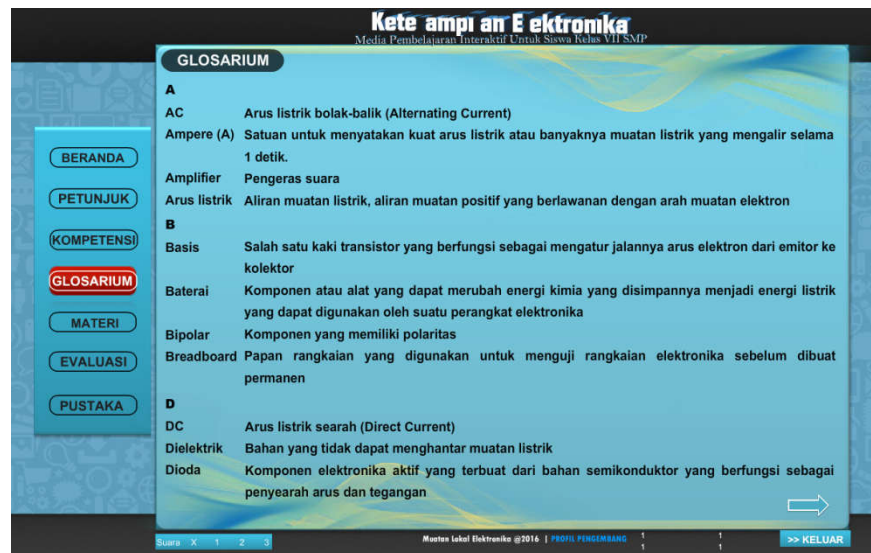 Kete ampi an E ektronika
Media Pembelajaran Interaktif Untuk Siswa Kelas VII SMP
GLOSARIUM
A
AC Arus listrik bolak-balik (Alternating Current)
Ampere (A) Satuan untuk menyatakan kuat arus listrik atau banyaknya muatan listrik yang mengalir selama
1 detik.
Amplifier Pengeras suara
Arus listrik Aliran muatan listrik, aliran muatan positif yang berlawanan dengan arah muatan elektron
B
Basis Salah satu kaki transistor yang berfungsi sebagai mengatur jalannya arus elektron dari emitor ke
kolektor
Baterai Komponen atau alat yang dapat merubah energi kimia yang disimpannya menjadi energi listrik
yang dapat digunakan oleh suatu perangkat elektronika
Bipolar Komponen yang memiliki polaritas
Breadboard Papan rangkaian yang digunakan untuk menguji rangkaian elektronika sebelum dibuat
permanen
D
DC Arus listrik searah (Direct Current)
Dielektrik Bahan yang tidak dapat menghantar muatan listrik
Dioda Komponen elektronika aktif yang terbuat dari bahan semikonduktor yang berfungsi sebagai
penyearah arus dan tegangan
BERANDA
PETUNJUK
KOMPETENSI
GLOSARIUM
MATERI
EVALUASI
PUSTAKA
Suara X 1 2 3
Muatan Lokal Elektronika @2016 | PROFIL PENGEMBANG
1 1
1 1
>> KELUAR